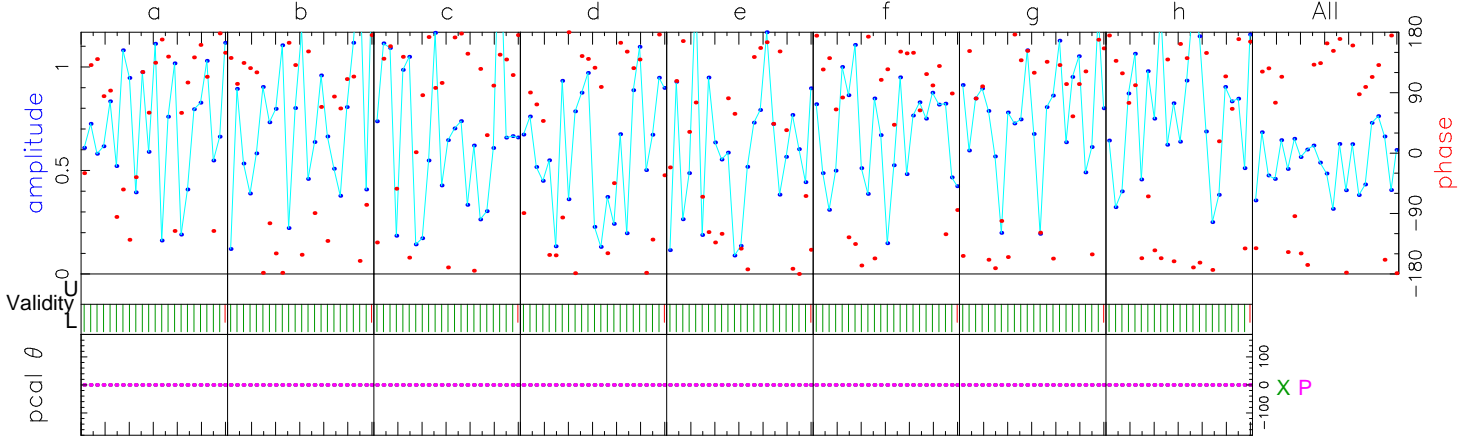 a b c d e f g h All
amplitude
1
0.5
0
phase
180
90
0
−90
−180
Validity
U
L
pcal θ
100
0
−100
X P